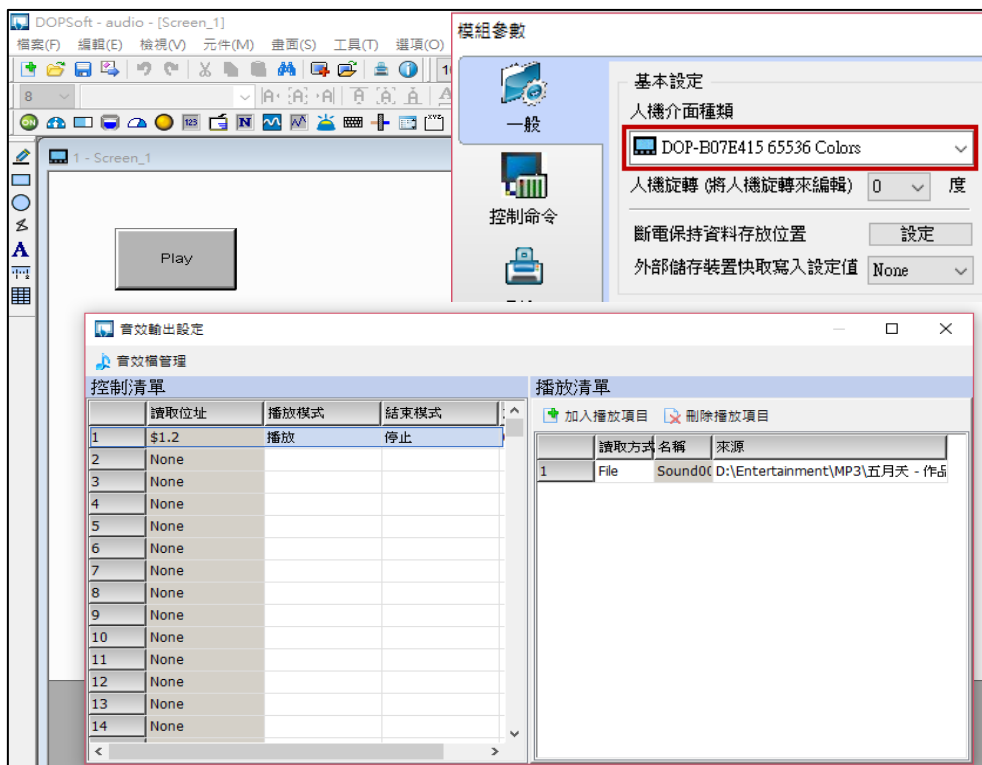 DOPSoft - audio - [Screen_1]
檔案(F) 編輯(E) 檢視(V) 元件(M) 畫面(S) 工具(T) 選項(O)
8
1 - Screen_1
Play
模組參數
一般
控制命令
基本設定
人機介面種類
DOP-B07E415 65536 Colors
人機旋轉 (將人機旋轉來編輯) 0 度
斷電保持資料存放位置 設定
外部儲存裝置快取寫入設定值 None
音效輸出設定
音效檔管理
控制清單
讀取位址 播放模式 結束模式
1 $1.2 播放 停止
2 None
3 None
4 None
5 None
6 None
7 None
8 None
9 None
10 None
11 None
12 None
13 None
14 None
播放清單
加入播放項目 刪除播放項目
讀取方式 名稱 來源
1 File Sound00 D:\Entertainment\MP3\五月天 - 作品